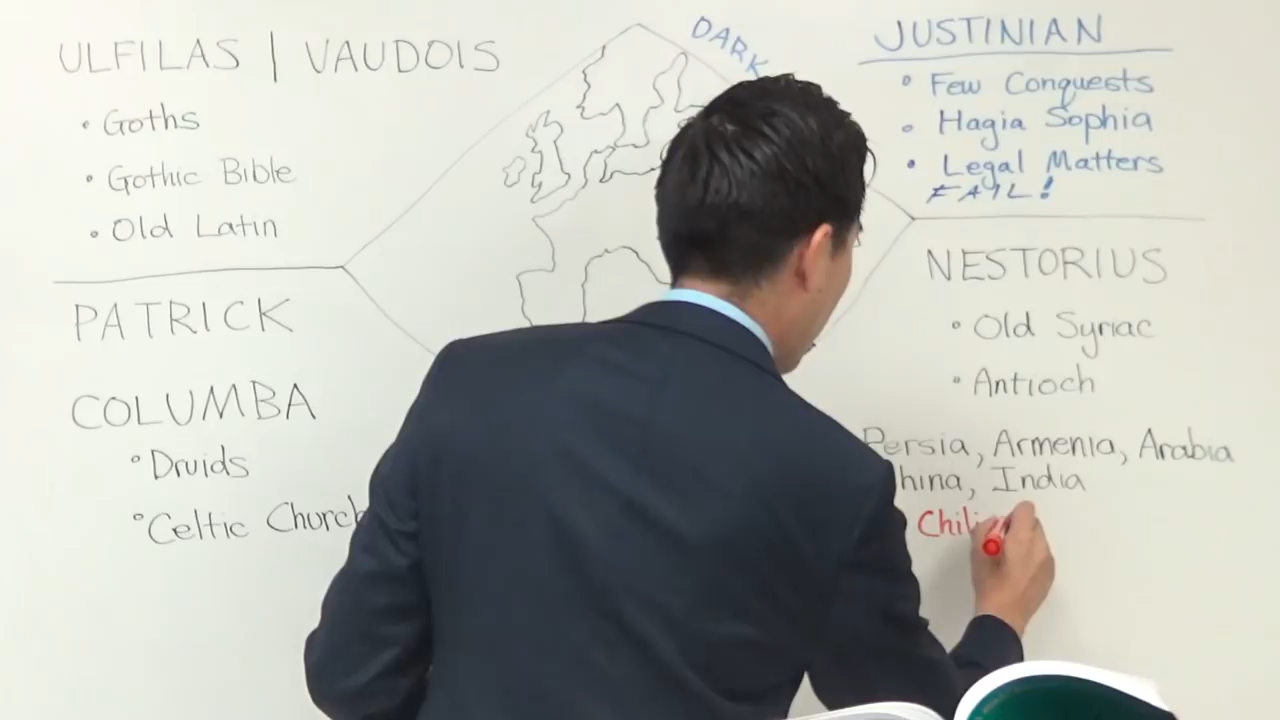 ULFILAS | VAUDOIS
• Goths
• Gothic Bible
• Old Latin
PATRICK
COLUMBA
• Druids
• Celtic Church
DARK
JUSTINIAN
• Few Conquests
• Hagia Sophia
• Legal Matters
FAIL!
NESTORIUS
• Old Syriac
• Antioch
Persia, Armenia, Arabia
hina, India
Chili